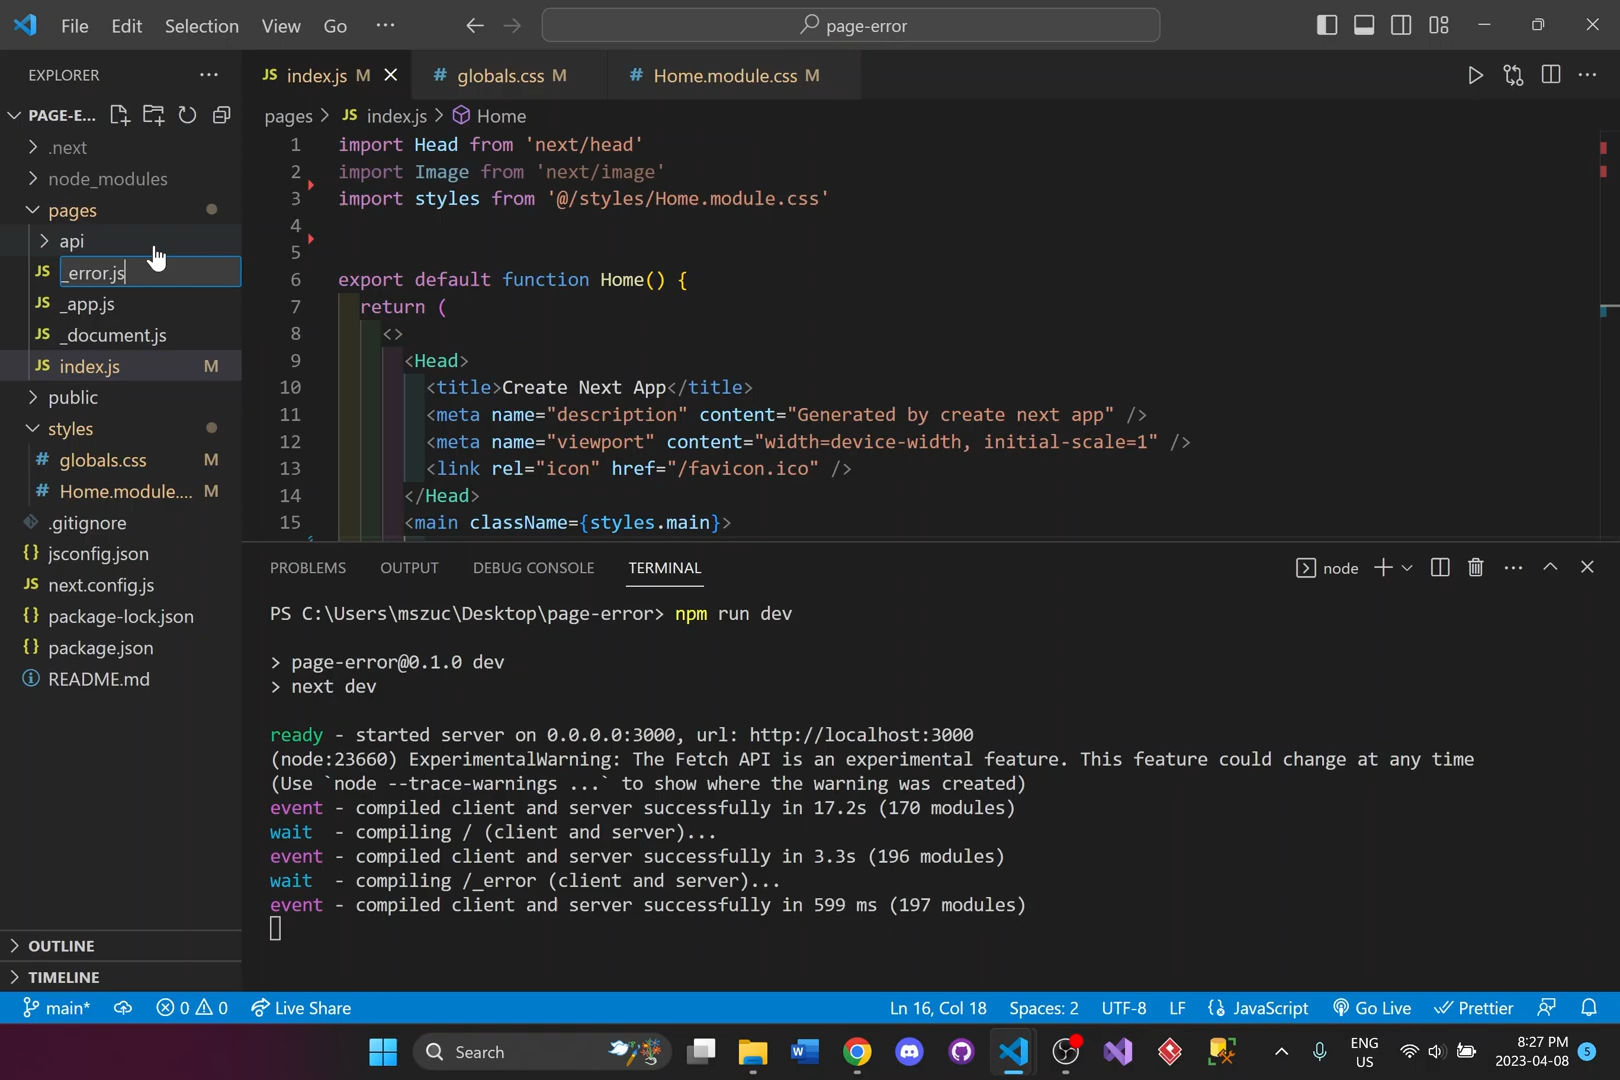 File Edit Selection View Go ··· page-error
EXPLORER
index.js M
globals.css M
Home.module.css M
PAGE-E...
pages > JS index.js > Home
.next
node_modules
pages
api
JS _error.js
JS _app.js
JS _document.js
JS index.js M
public
styles
# globals.css M
# Home.module.... M
.gitignore
{} jsconfig.json
JS next.config.js
{} package-lock.json
{} package.json
README.md
OUTLINE
TIMELINE
1 import Head from 'next/head'
2 import Image from 'next/image'
3 import styles from '@/styles/Home.module.css'
4
5
6 export default function Home() {
7 return (
8 <>
9 <Head>
10 <title>Create Next App</title>
11 <meta name="description" content="Generated by create next app" />
12 <meta name="viewport" content="width=device-width, initial-scale=1" />
13 <link rel="icon" href="/favicon.ico" />
14 </Head>
15 <main className={styles.main}>
PROBLEMS OUTPUT DEBUG CONSOLE TERMINAL node
PS C:\Users\mszuc\Desktop\page-error> npm run dev
> page-error@0.1.0 dev
> next dev
ready - started server on 0.0.0.0:3000, url: http://localhost:3000
(node:23660) ExperimentalWarning: The Fetch API is an experimental feature. This feature could change at any time
(Use `node --trace-warnings ...` to show where the warning was created)
event - compiled client and server successfully in 17.2s (170 modules)
wait - compiling / (client and server)...
event - compiled client and server successfully in 3.3s (196 modules)
wait - compiling /_error (client and server)...
event - compiled client and server successfully in 599 ms (197 modules)
main* 0 0 Live Share Ln 16, Col 18 Spaces: 2 UTF-8 LF {} JavaScript Go Live Prettier
Search
ENG
US
8:27 PM
2023-04-08
5